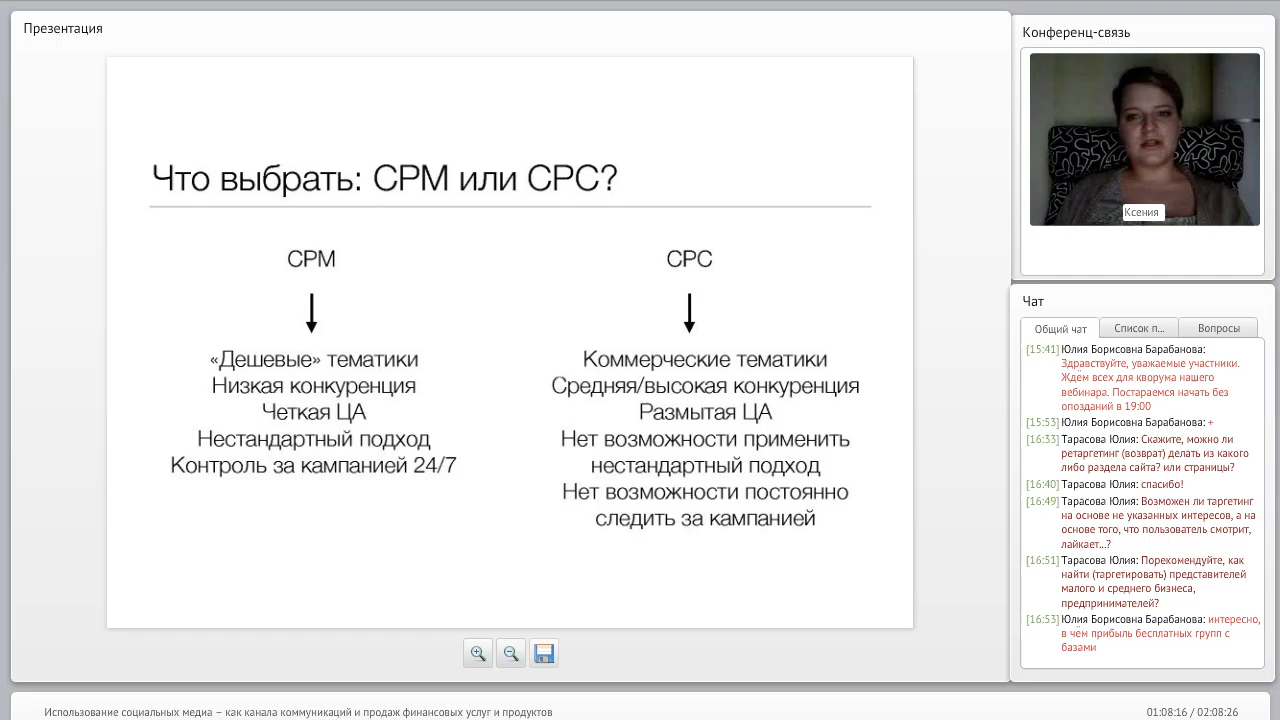 Презентация
Что выбрать: CPM или CPC?
CPM
«Дешевые» тематики
Низкая конкуренция
Четкая ЦА
Нестандартный подход
Контроль за кампанией 24/7
CPC
Коммерческие тематики
Средняя/высокая конкуренция
Размытая ЦА
Нет возможности применить
нестандартный подход
Нет возможности постоянно
следить за кампанией
Конференц-связь
Ксения
Чат
Общий чат
Список п...
Вопросы
[15:41] Юлия Борисовна Барабанова:
Здравствуйте, уважаемые участники.
Ждём всех для кворума нашего
вебинара. Постараемся начать без
опозданий в 19:00
[15:53] Юлия Борисовна Барабанова: +
[16:33] Тарасова Юлия: Скажите, можно ли
ретаргетинг (возврат) делать из какого
либо раздела сайта? или страницы?
[16:40] Тарасова Юлия: спасибо!
[16:49] Тарасова Юлия: Возможен ли таргетинг
на основе не указанных интересов, а на
основе того, что пользователь смотрит,
лайкает...?
[16:51] Тарасова Юлия: Порекомендуйте, как
найти (таргетировать) представителей
малого и среднего бизнеса,
предпринимателей?
[16:53] Юлия Борисовна Барабанова: интересно,
в чём прибыль бесплатных групп с
базами
Использование социальных медиа – как канала коммуникаций и продаж финансовых услуг и продуктов
01:08:16 / 02:08:26